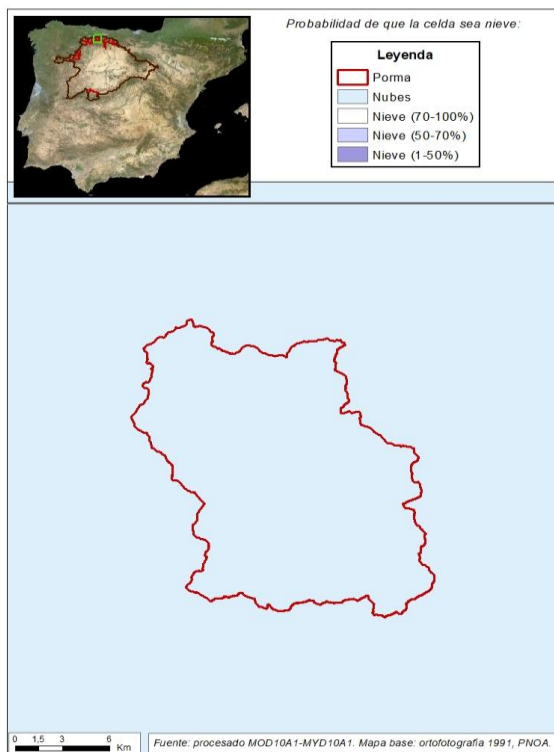 Probabilidad de que la celda sea nieve:
Leyenda
Porma
Nubes
Nieve (70-100%)
Nieve (50-70%)
Nieve (1-50%)
0 1,5 3 6
Km
Fuente: procesado MOD10A1-MYD10A1. Mapa base: ortofotografía 1991, PNOA.